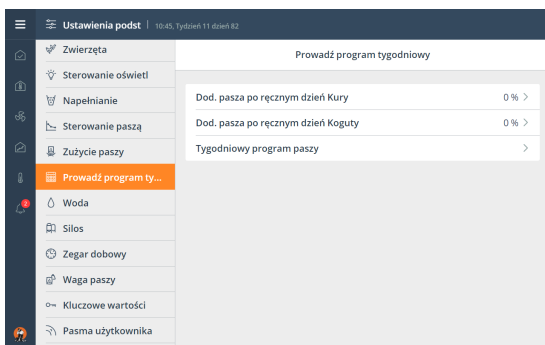 Ustawienia podst | 10:45, Tydzień 11 dzień 82
Zwierzęta
Sterowanie oświetl
Napełnianie
Sterowanie paszą
Zużycie paszy
Prowadź program ty...
Woda
Silos
Zegar dobowy
Waga paszy
Kluczowe wartości
Pasma użytkownika
2
Prowadź program tygodniowy
Dod. pasza po ręcznym dzień Kury 0 %
Dod. pasza po ręcznym dzień Koguty 0 %
Tygodniowy program paszy